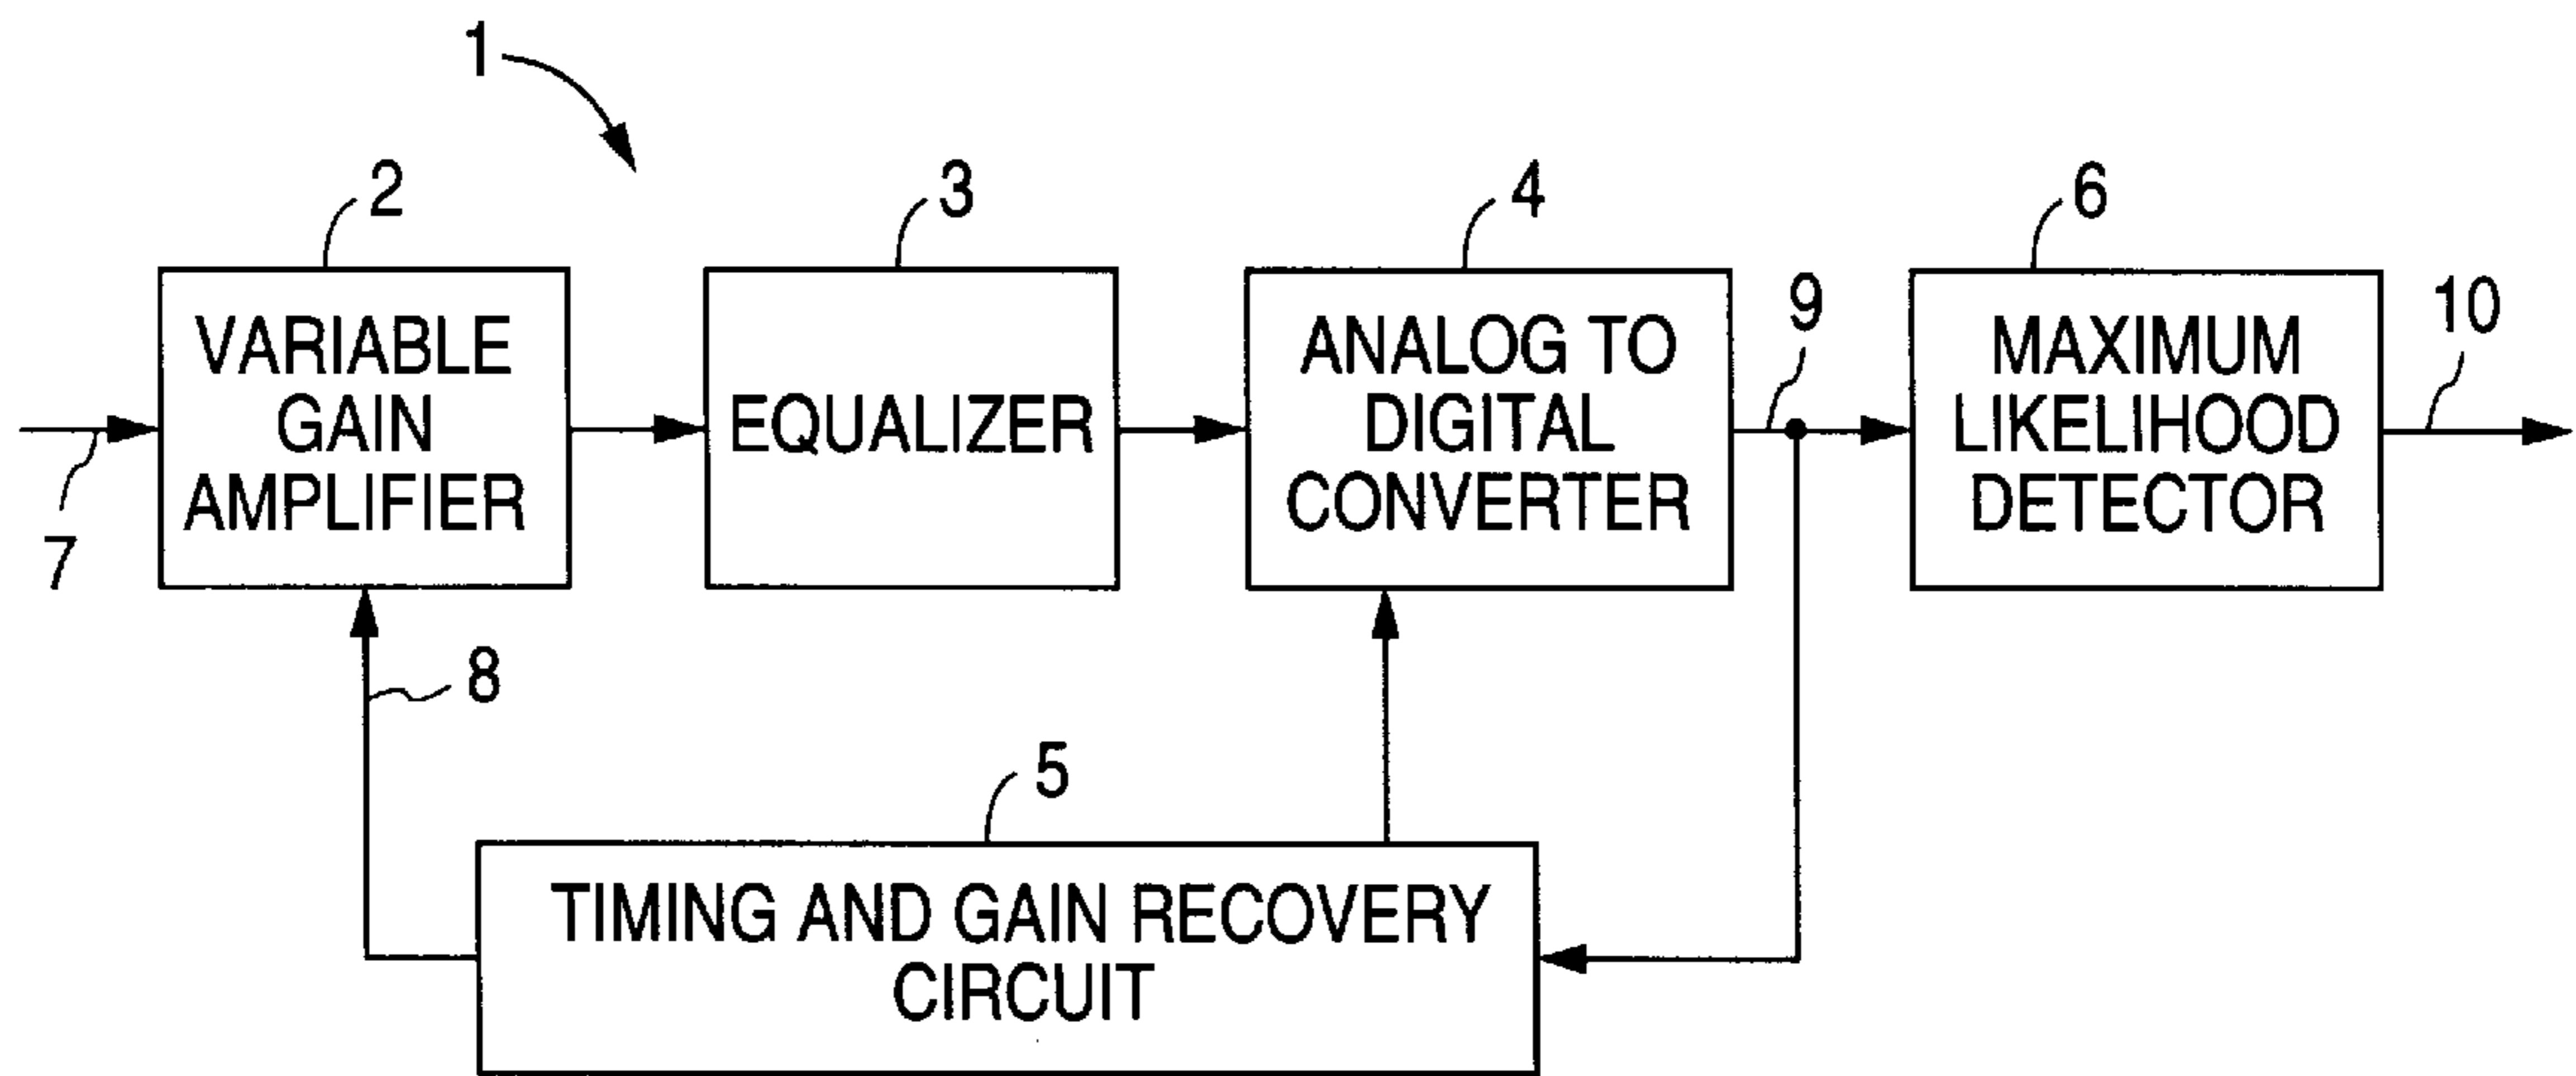 1
2
3
4
6
VARIABLE
GAIN
AMPLIFIER
EQUALIZER
ANALOG TO
DIGITAL
CONVERTER
9
MAXIMUM
LIKELIHOOD
DETECTOR
10
7
8
5
TIMING AND GAIN RECOVERY
CIRCUIT